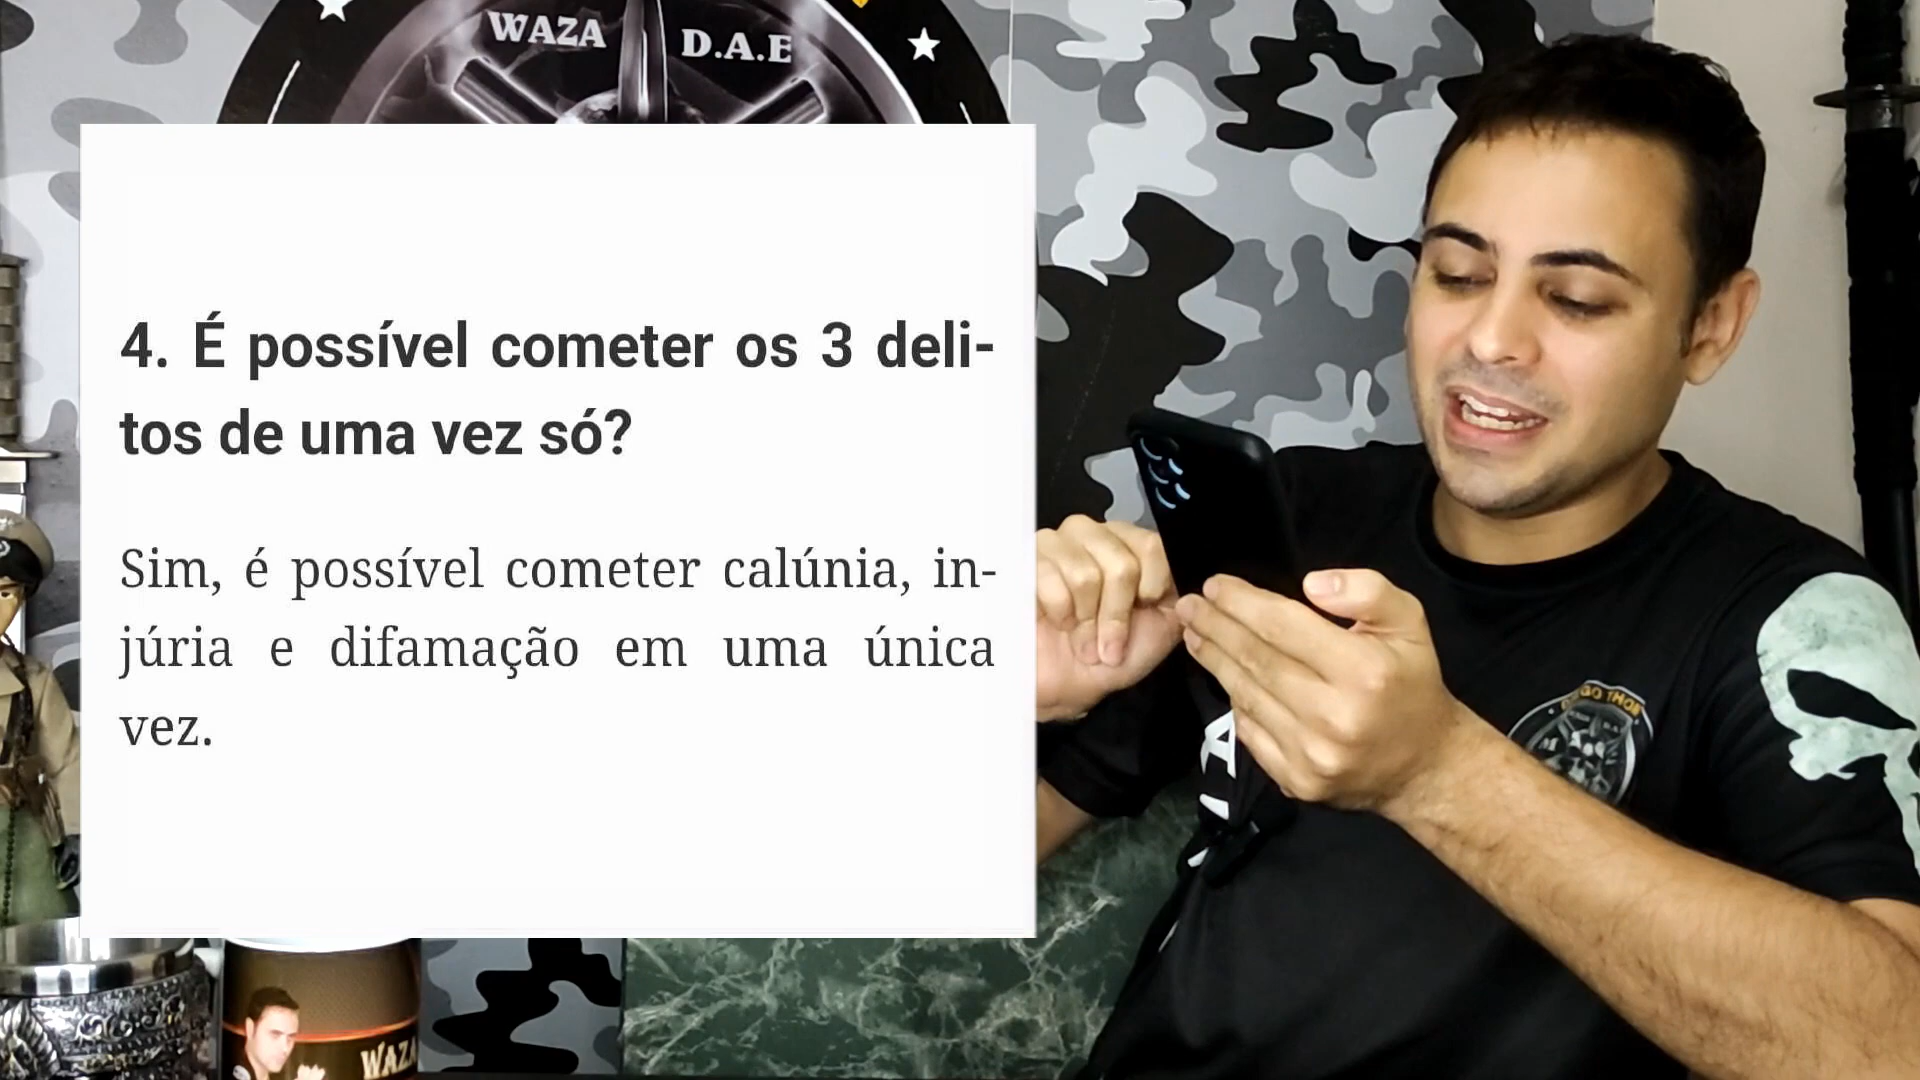 WAZA D.A.E
4. É possível cometer os 3 deli-
tos de uma vez só?
Sim, é possível cometer calúnia, in-
júria e difamação em uma única
vez.
WAZA